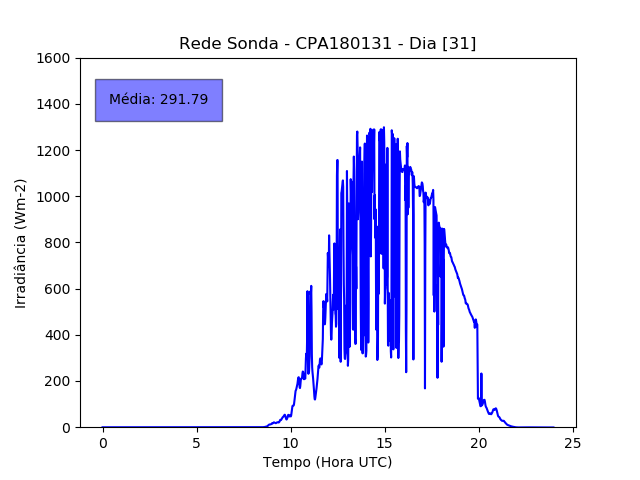 Rede Sonda - CPA180131 - Dia [31]
Média: 291.79
Irradiância (Wm-2)
1600
1400
1200
1000
800
600
400
200
0
0 5 10 15 20 25
Tempo (Hora UTC)